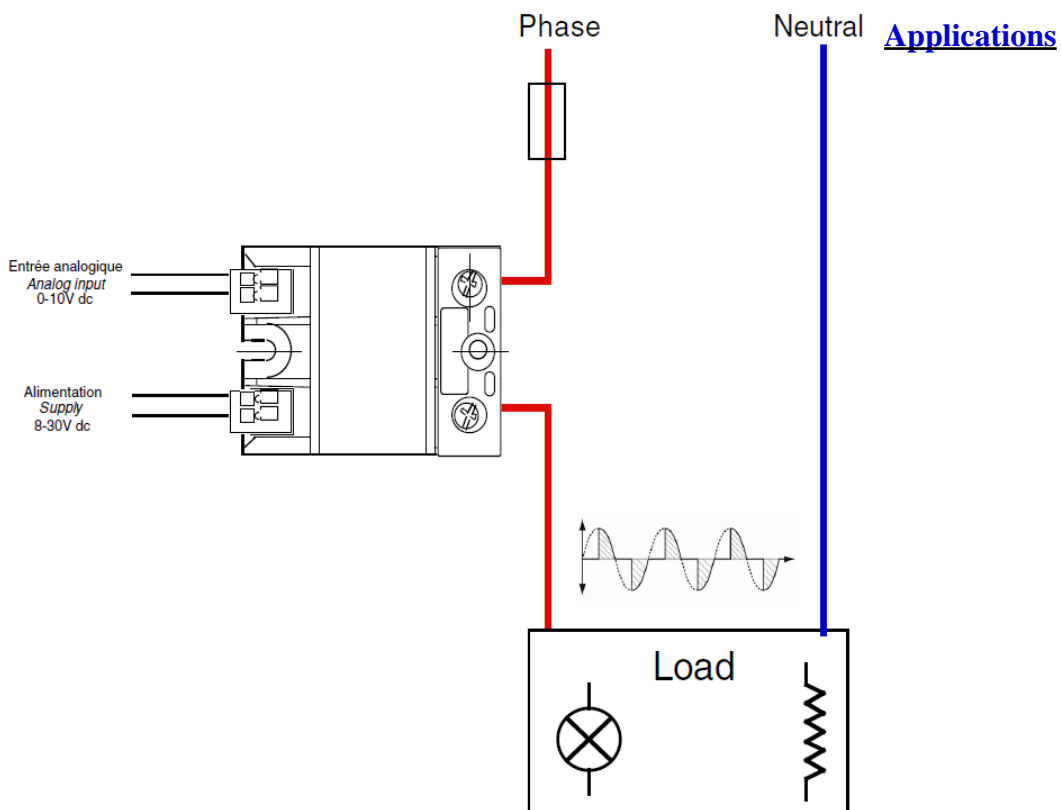 Phase
Neutral
Applications
Entrée analogique
Analog input
0-10V dc
Alimentation
Supply
8-30V dc
Load